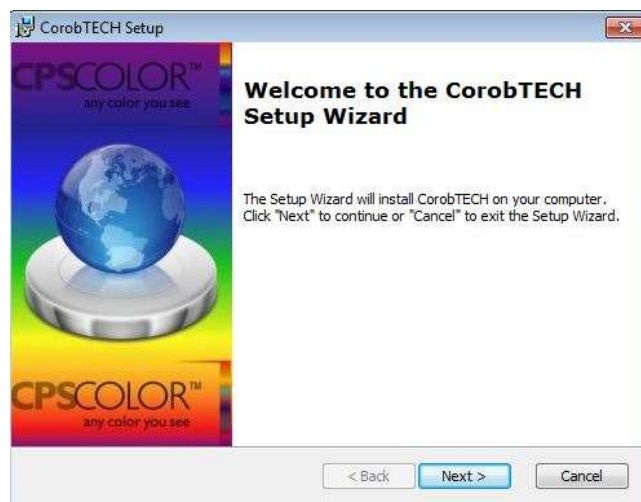 CorobTECH Setup
CPSCOLOR™
any color you see
Welcome to the CorobTECH
Setup Wizard
The Setup Wizard will install CorobTECH on your computer.
Click "Next" to continue or "Cancel" to exit the Setup Wizard.
CPSCOLOR™
any color you see
< Back
Next >
Cancel